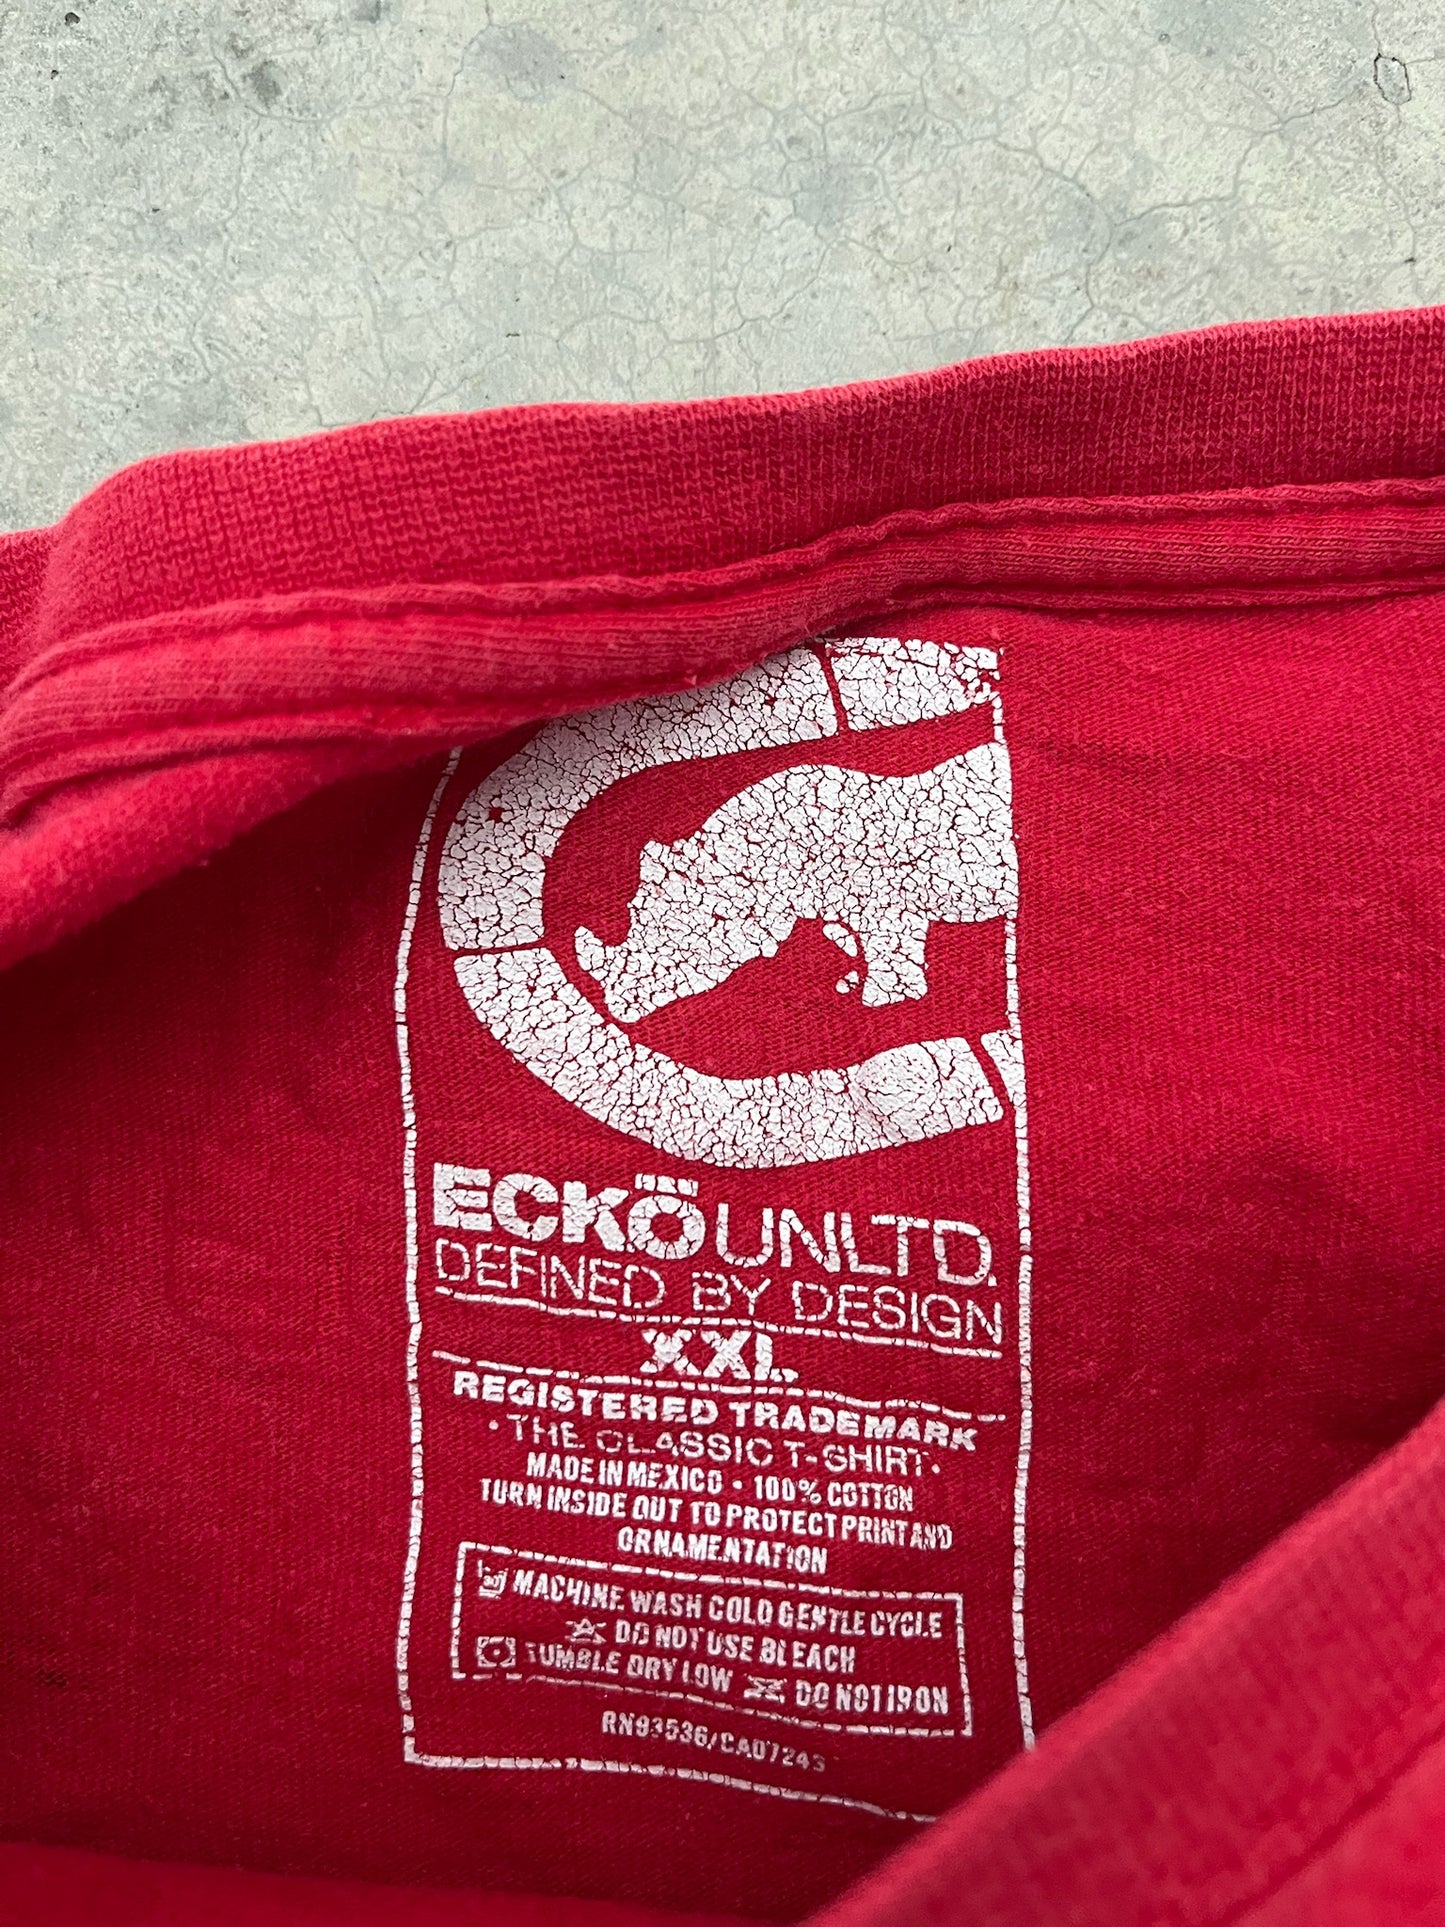 ECKÖ UNLTD.
DEFINED BY DESIGN
XXL
REGISTERED TRADEMARK
• THE CLASSIC T-SHIRT •
MADE IN MEXICO • 100% COTTON
TURN INSIDE OUT TO PROTECT PRINT AND
ORNAMENTATION
MACHINE WASH COLD GENTLE CYCLE
DO NOT USE BLEACH
TUMBLE DRY LOW DO NOT IRON
RN93536/CA07243